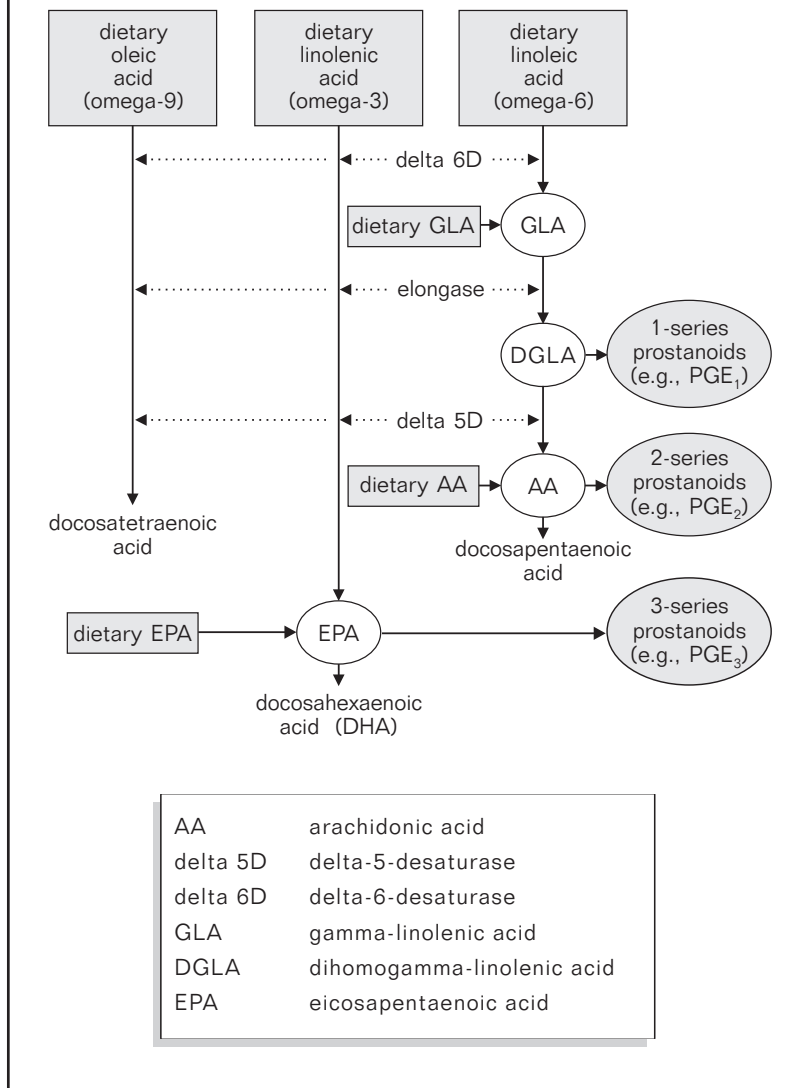 dietary
oleic
acid
(omega-9)
dietary
linolenic
acid
(omega-3)
dietary
linoleic
acid
(omega-6)
delta 6D
dietary GLA
GLA
elongase
DGLA
1-series
prostanoids
(e.g., PGE₁)
delta 5D
dietary AA
AA
2-series
prostanoids
(e.g., PGE₂)
docosatetraenoic
acid
docosapentaenoic
acid
dietary EPA
EPA
3-series
prostanoids
(e.g., PGE₃)
docosahexaenoic
acid (DHA)
AA arachidonic acid
delta 5D delta-5-desaturase
delta 6D delta-6-desaturase
GLA gamma-linolenic acid
DGLA dihomogamma-linolenic acid
EPA eicosapentaenoic acid